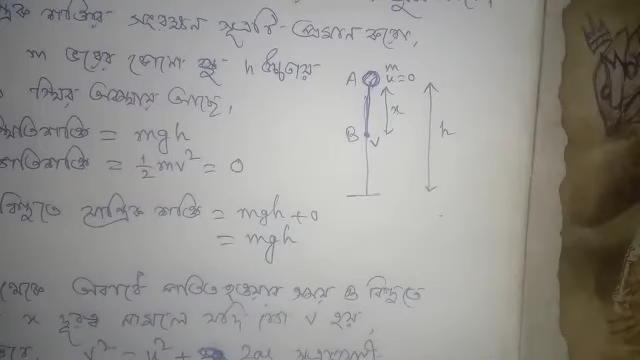 শক্তির সংরক্ষণ সূত্রটি প্রমাণ করো,
m ভরের কোনো বস্তু h উচ্চতায়
স্থির অবস্থায় আছে,
স্থিতিশক্তি = mgh
গতিশক্তি = ½mv² = 0
বিন্দুতে যান্ত্রিক শক্তি = mgh + 0
= mgh
থেকে অবাধে পতিত হওয়ার সময় B বিন্দুতে
x দূরত্ব নামলে যদি বেগ v হয়,
v² = u² +
m
A u=0
x
B v
h